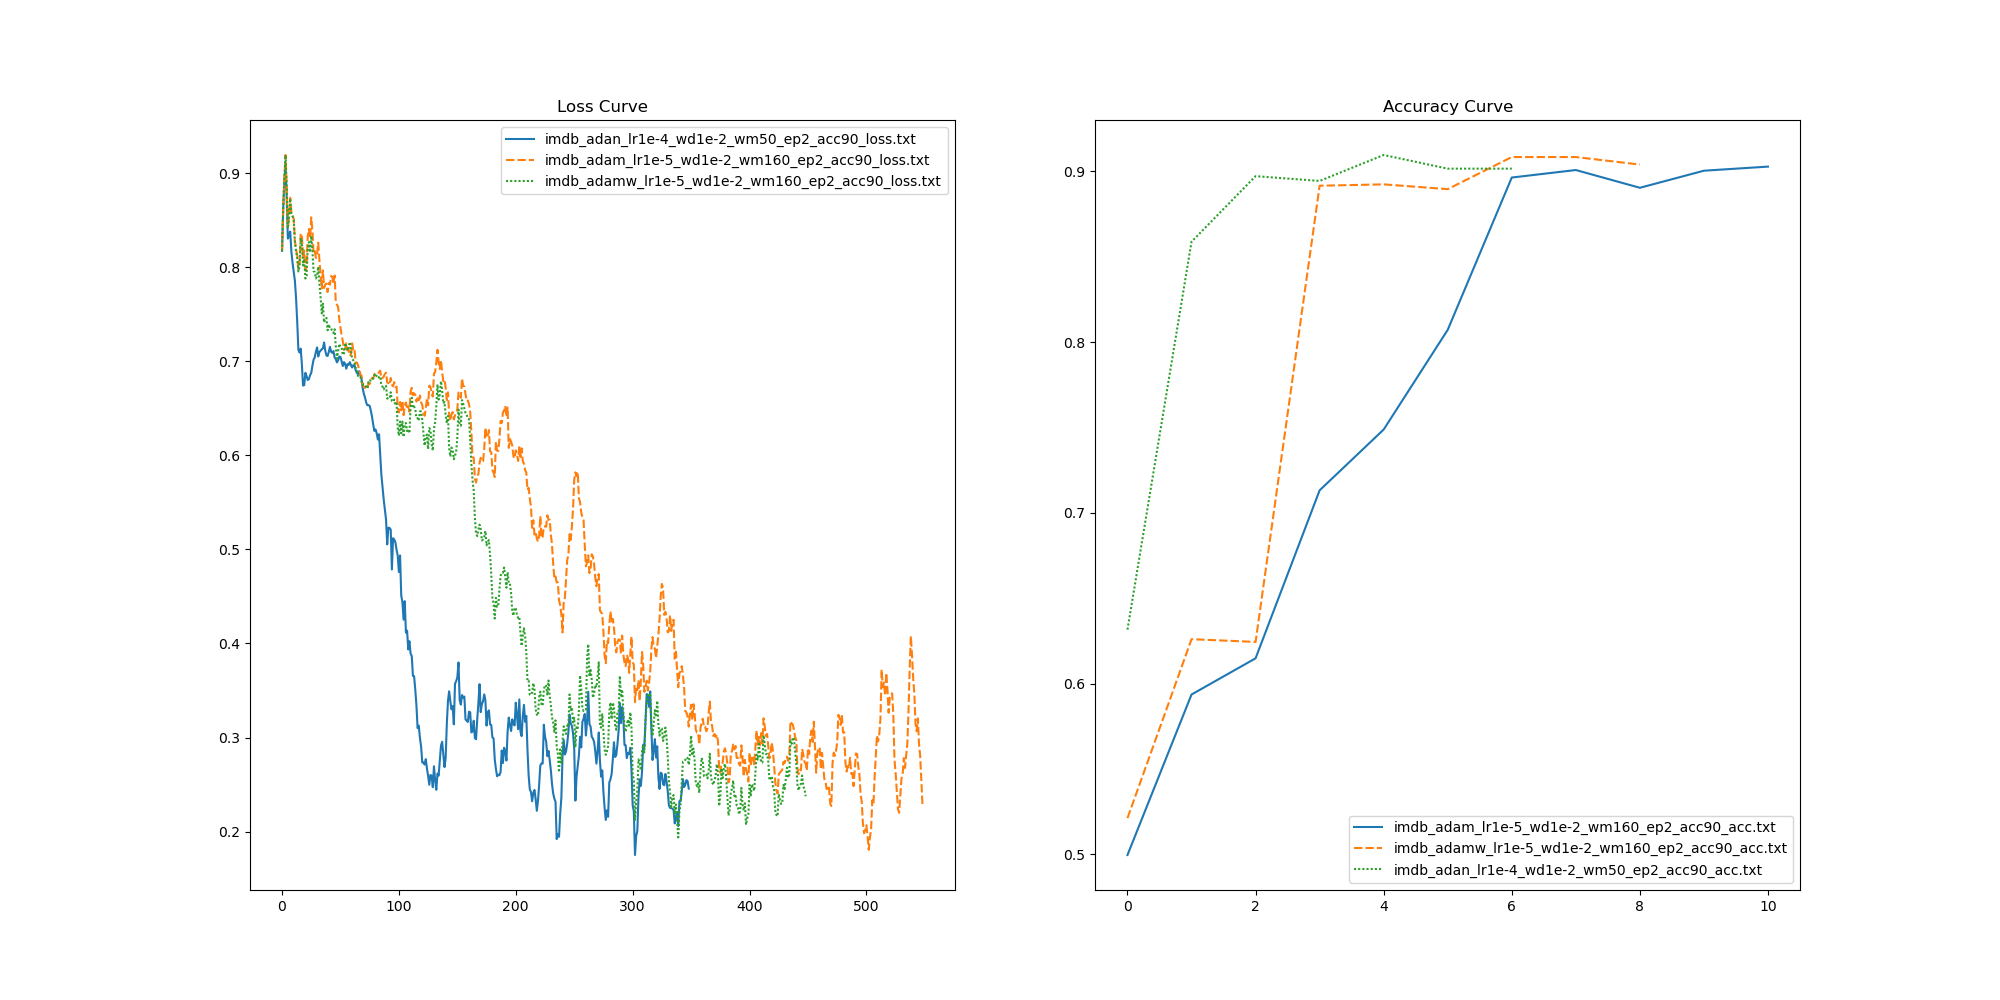 Loss Curve
imdb_adan_lr1e-4_wd1e-2_wm50_ep2_acc90_loss.txt
imdb_adam_lr1e-5_wd1e-2_wm160_ep2_acc90_loss.txt
imdb_adamw_lr1e-5_wd1e-2_wm160_ep2_acc90_loss.txt
0.9
0.8
0.7
0.6
0.5
0.4
0.3
0.2
0 100 200 300 400 500
Accuracy Curve
0.9
0.8
0.7
0.6
0.5
imdb_adam_lr1e-5_wd1e-2_wm160_ep2_acc90_acc.txt
imdb_adamw_lr1e-5_wd1e-2_wm160_ep2_acc90_acc.txt
imdb_adan_lr1e-4_wd1e-2_wm50_ep2_acc90_acc.txt
0 2 4 6 8 10